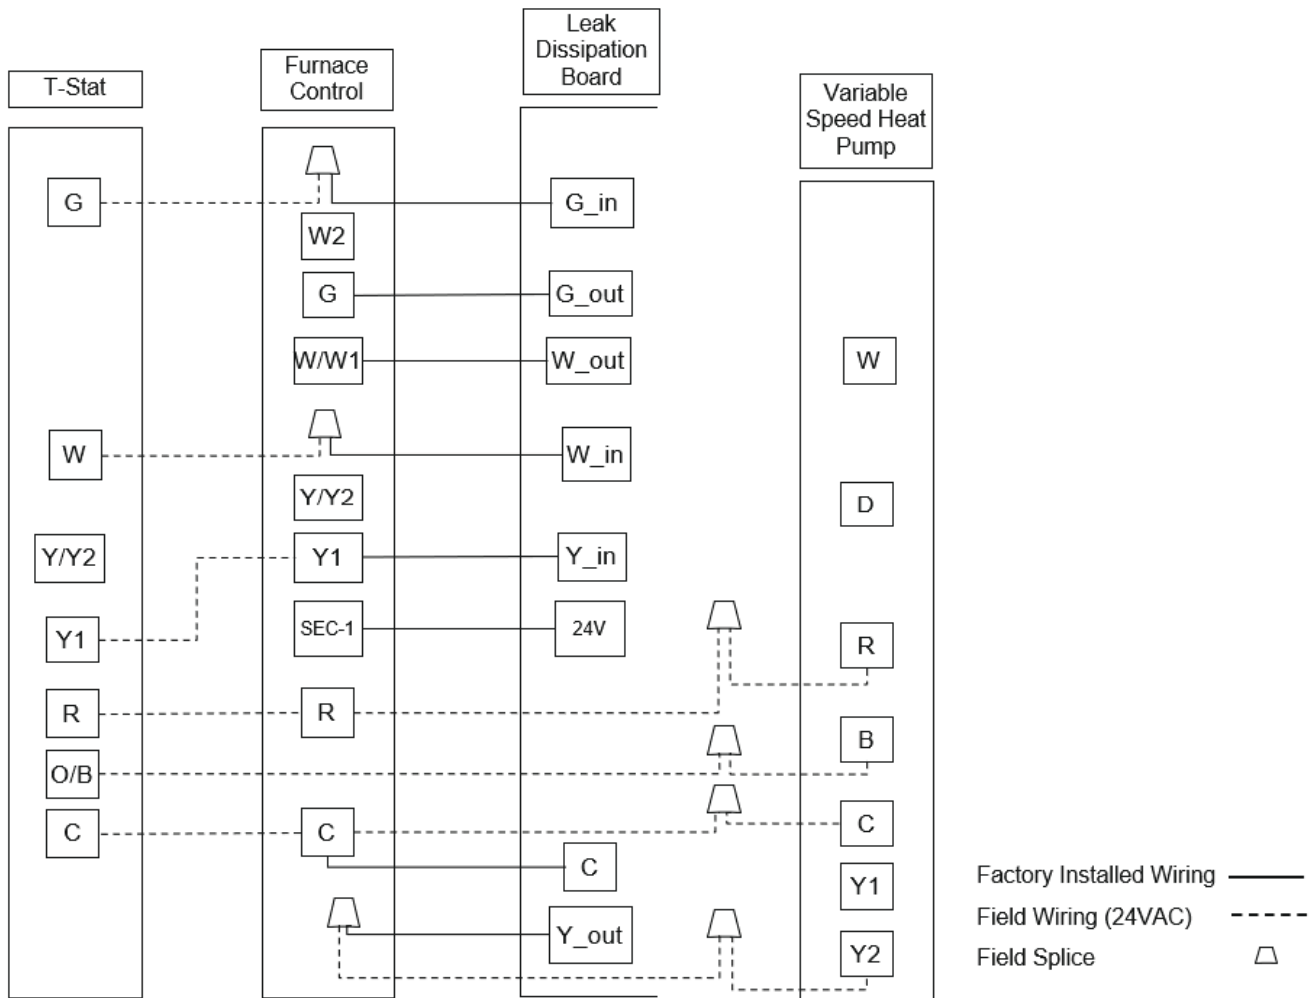 T-Stat
Furnace
Control
Leak
Dissipation
Board
Variable
Speed Heat
Pump
G
W
Y/Y2
Y1
R
O/B
C
W2
G
W/W1
Y/Y2
Y1
SEC-1
R
C
G_in
G_out
W_out
W_in
Y_in
24V
C
Y_out
W
D
R
B
C
Y1
Y2
Factory Installed Wiring
Field Wiring (24VAC)
Field Splice